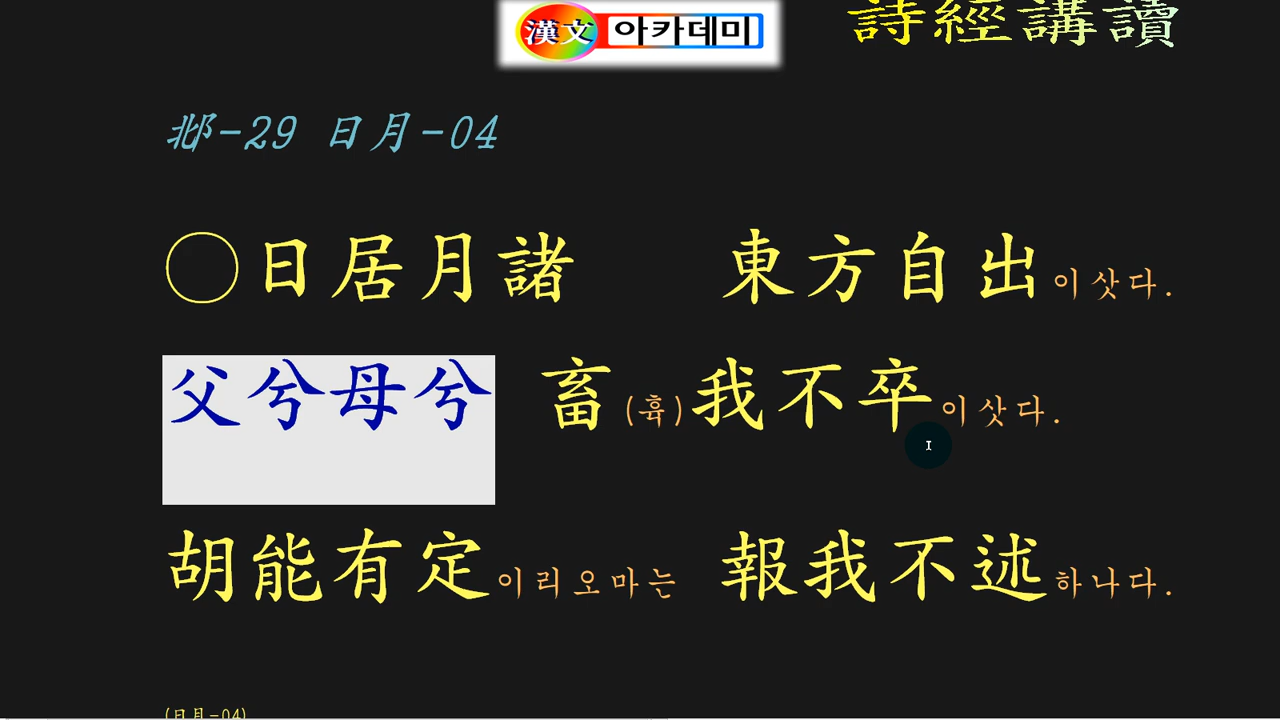 漢文 아카데미
詩經講讀
邶-29 日月-04
○日居月諸 東方自出이삿다.
父兮母兮 畜(휵)我不卒이삿다.
胡能有定이리오마는 報我不述하나다.
(日月-04)